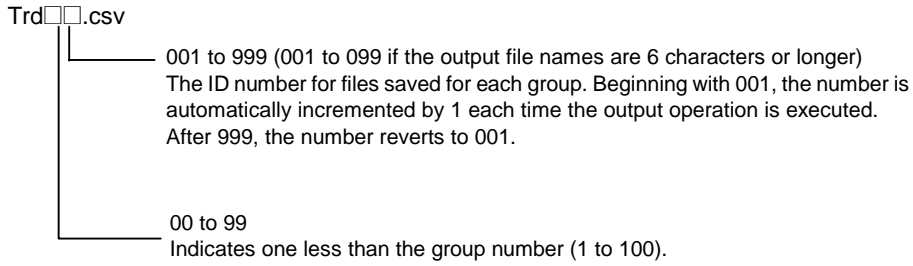 Trd□□.csv
001 to 999 (001 to 099 if the output file names are 6 characters or longer)
The ID number for files saved for each group. Beginning with 001, the number is
automatically incremented by 1 each time the output operation is executed.
After 999, the number reverts to 001.
00 to 99
Indicates one less than the group number (1 to 100).